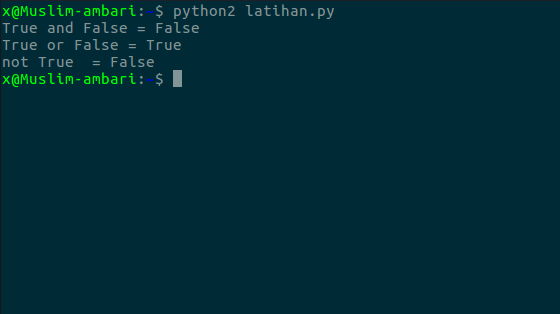 x@Muslim-ambari:~$ python2 latihan.py
True and False = False
True or False = True
not True  = False
x@Muslim-ambari:~$